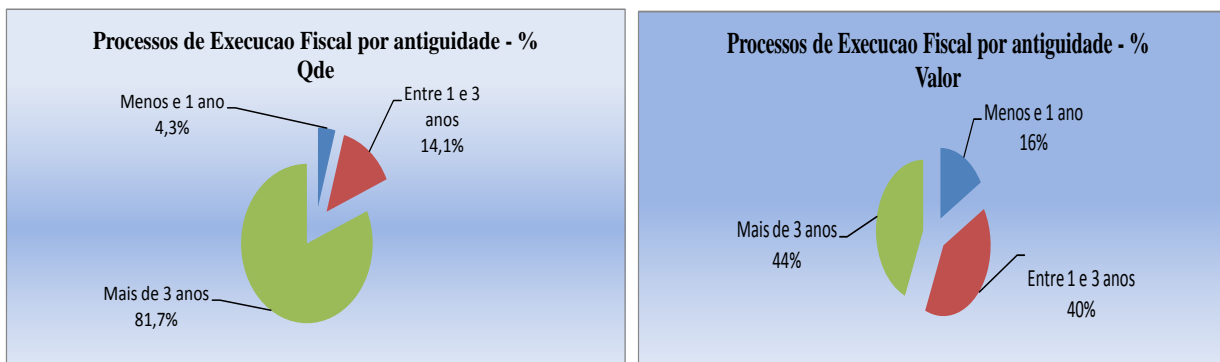 Processos de Execucao Fiscal por antiguidade - %
Qde
Menos e 1 ano
4,3%
Entre 1 e 3
anos
14,1%
Mais de 3 anos
81,7%
Processos de Execucao Fiscal por antiguidade - %
Valor
Menos e 1 ano
16%
Mais de 3 anos
44%
Entre 1 e 3 anos
40%